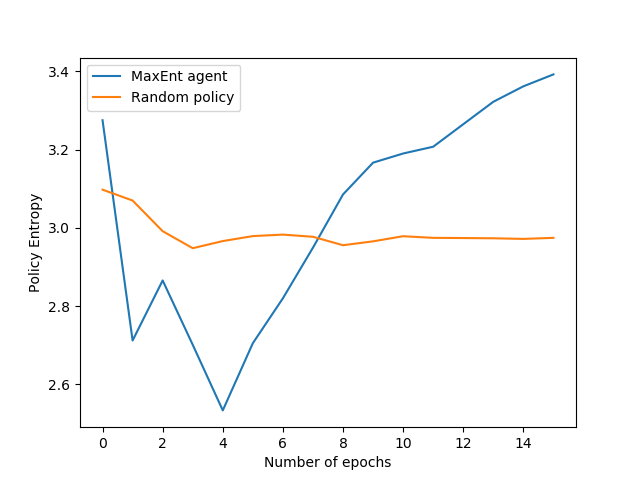 MaxEnt agent
Random policy
3.4
3.2
3.0
2.8
2.6
Policy Entropy
0 2 4 6 8 10 12 14
Number of epochs